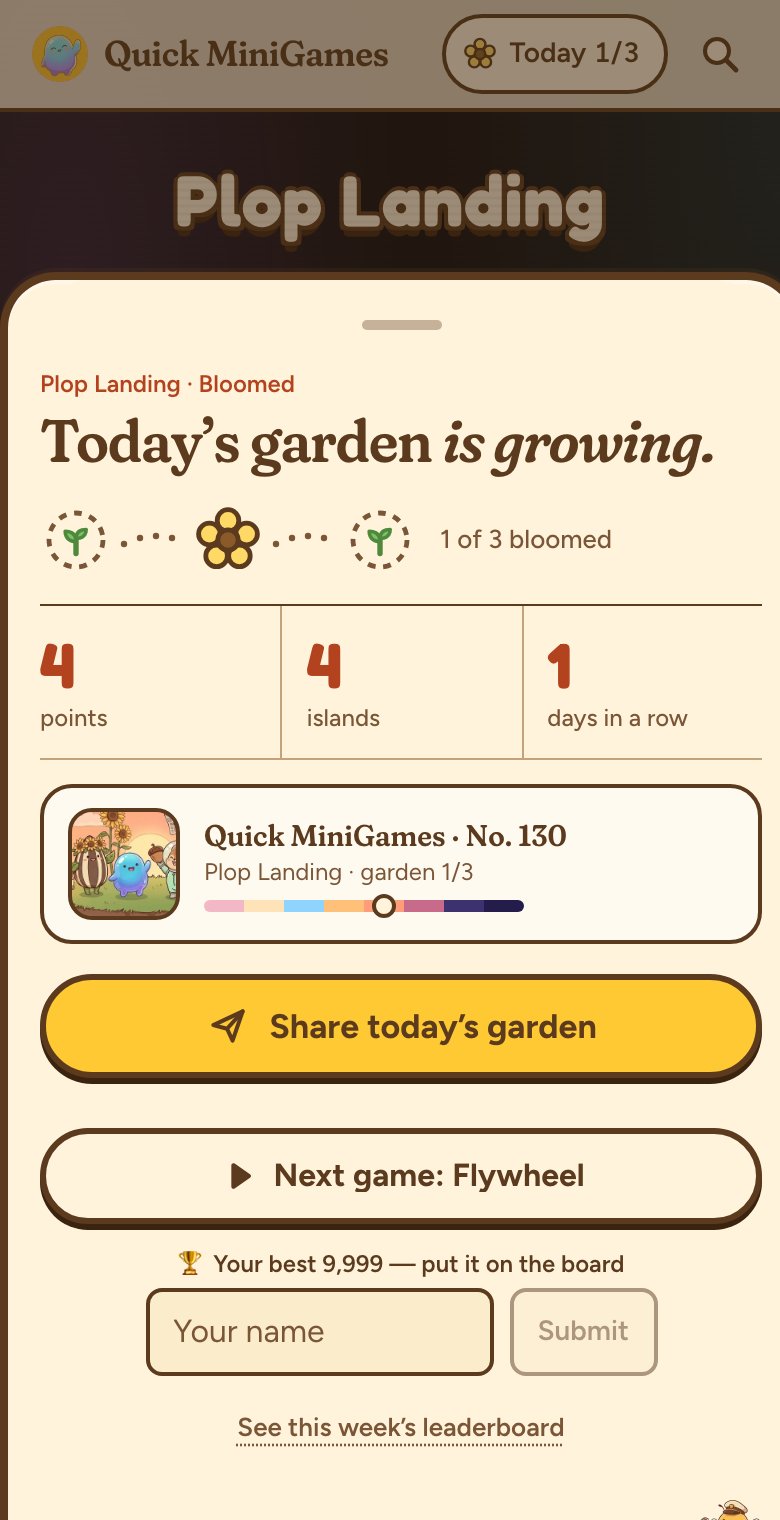 Quick MiniGames
Today 1/3
Plop Landing
Plop Landing · Bloomed
Today’s garden is growing.
1 of 3 bloomed
4
points
4
islands
1
days in a row
Quick MiniGames · No. 130
Plop Landing · garden 1/3
Share today’s garden
Next game: Flywheel
Your best 9,999 — put it on the board
Your name
Submit
See this week’s leaderboard